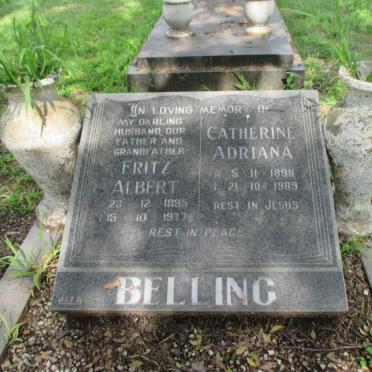 IN LOVING MEMORY OF
MY DARLING
HUSBAND, OUR
FATHER AND
GRANDFATHER
FRITZ
ALBERT
23 · 12 · 1895
15 · 10 · 1977
CATHERINE
ADRIANA
5 · 11 · 1898
21 · 10 · 1989
REST IN JESUS
REST IN PEACE
BELLING